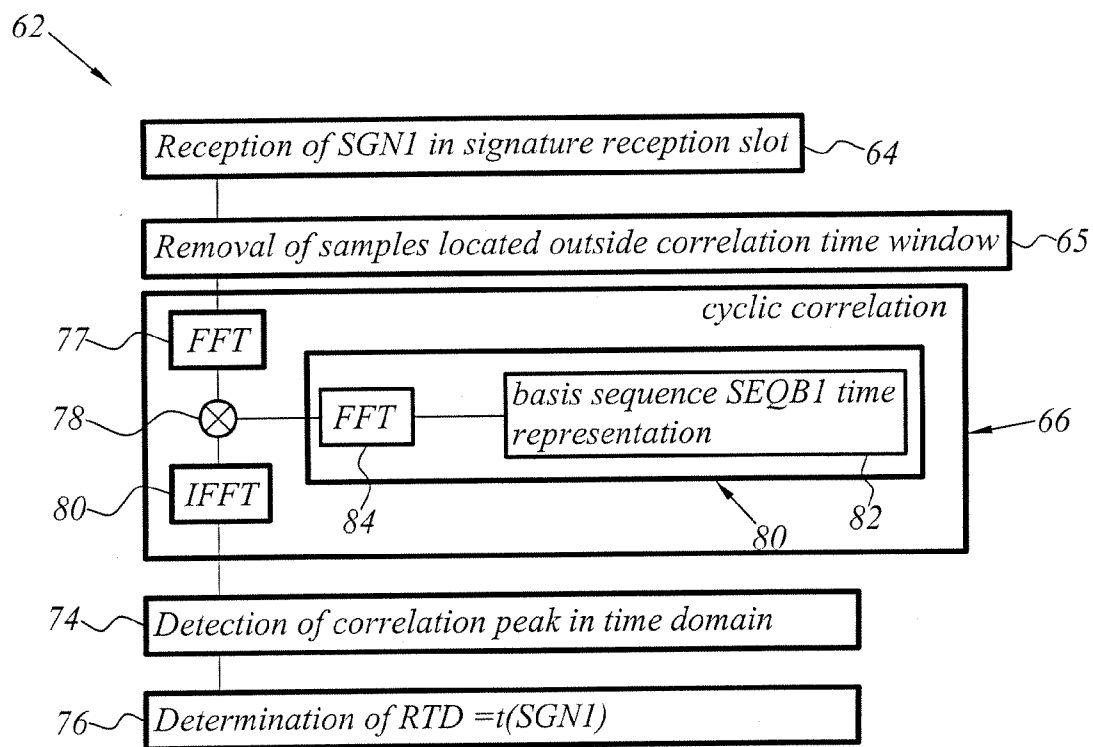 62
Reception of SGN1 in signature reception slot
64
Removal of samples located outside correlation time window
65
cyclic correlation
77
FFT
78
FFT
basis sequence SEQB1 time
representation
66
80
IFFT
84
80
82
74
Detection of correlation peak in time domain
76
Determination of RTD =t(SGN1)